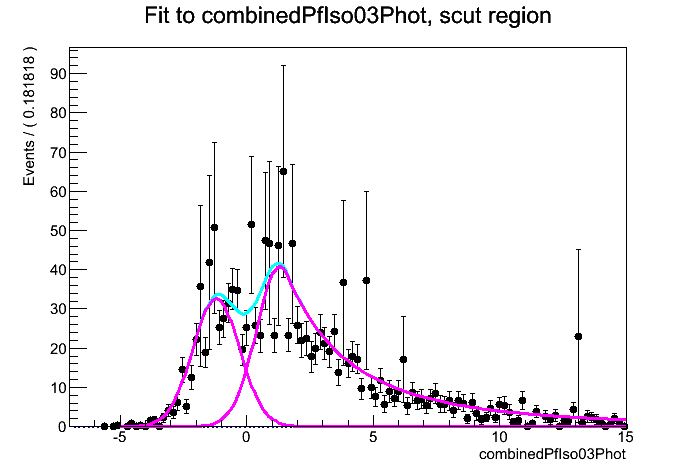 Fit to combinedPfIso03Phot, scut region
Events / ( 0.181818 )
90
80
70
60
50
40
30
20
10
0
-5 0 5 10 15
combinedPfIso03Phot